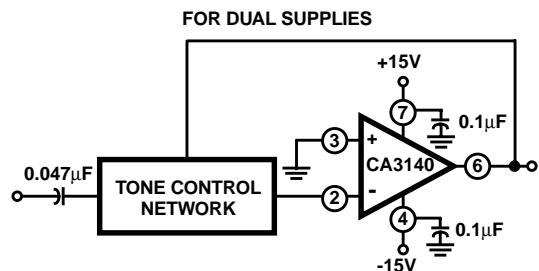 FOR DUAL SUPPLIES
+15V
7
0.1μF
3
+
CA3140
6
0.047μF
TONE CONTROL
NETWORK
2
-
4
0.1μF
-15V